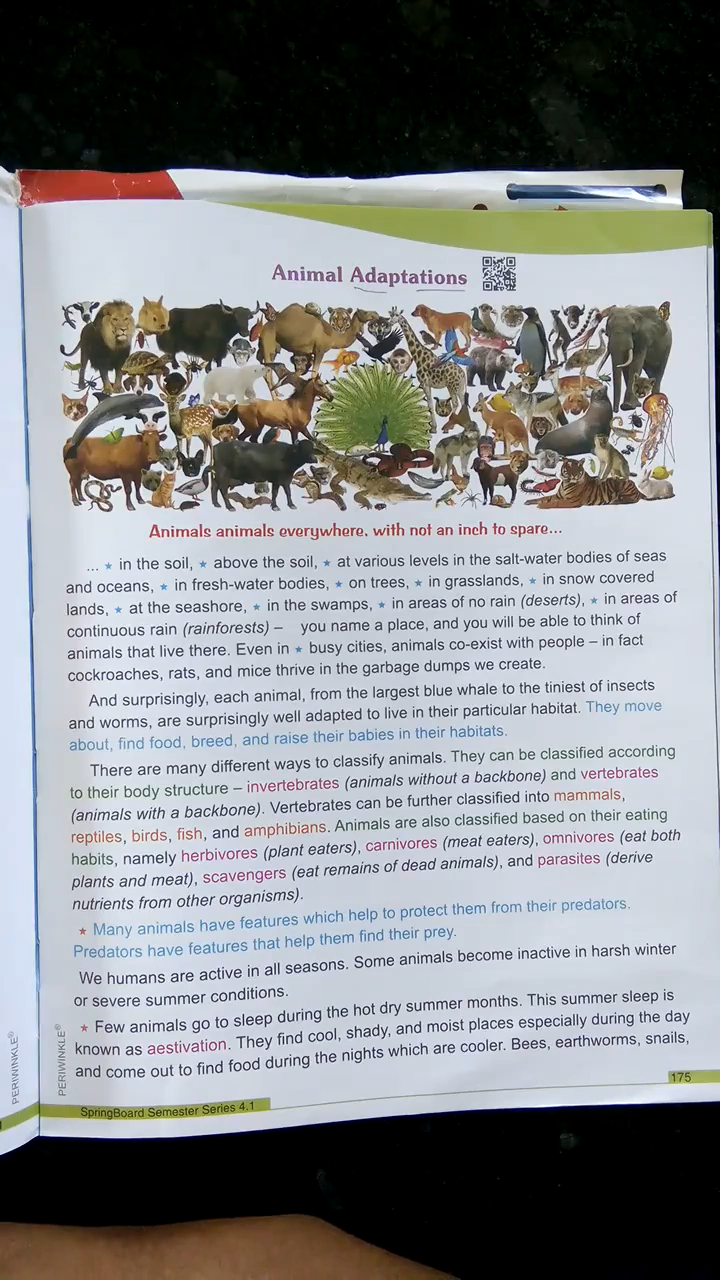 Animal Adaptations
Animals animals everywhere, with not an inch to spare...
... ★ in the soil, ★ above the soil, ★ at various levels in the salt-water bodies of seas
and oceans, ★ in fresh-water bodies, ★ on trees, ★ in grasslands, ★ in snow covered
lands, ★ at the seashore, ★ in the swamps, ★ in areas of no rain (deserts), ★ in areas of
continuous rain (rainforests) – you name a place, and you will be able to think of
animals that live there. Even in ★ busy cities, animals co-exist with people – in fact
cockroaches, rats, and mice thrive in the garbage dumps we create.
And surprisingly, each animal, from the largest blue whale to the tiniest of insects
and worms, are surprisingly well adapted to live in their particular habitat. They move
about, find food, breed, and raise their babies in their habitats.
There are many different ways to classify animals. They can be classified according
to their body structure – invertebrates (animals without a backbone) and vertebrates
(animals with a backbone). Vertebrates can be further classified into mammals,
reptiles, birds, fish, and amphibians. Animals are also classified based on their eating
habits, namely herbivores (plant eaters), carnivores (meat eaters), omnivores (eat both
plants and meat), scavengers (eat remains of dead animals), and parasites (derive
nutrients from other organisms).
★ Many animals have features which help to protect them from their predators.
Predators have features that help them find their prey.
We humans are active in all seasons. Some animals become inactive in harsh winter
or severe summer conditions.
★ Few animals go to sleep during the hot dry summer months. This summer sleep is
known as aestivation. They find cool, shady, and moist places especially during the day
and come out to find food during the nights which are cooler. Bees, earthworms, snails,
175
SpringBoard Semester Series 4.1
PERIWINKLE®
PERIWINKLE®